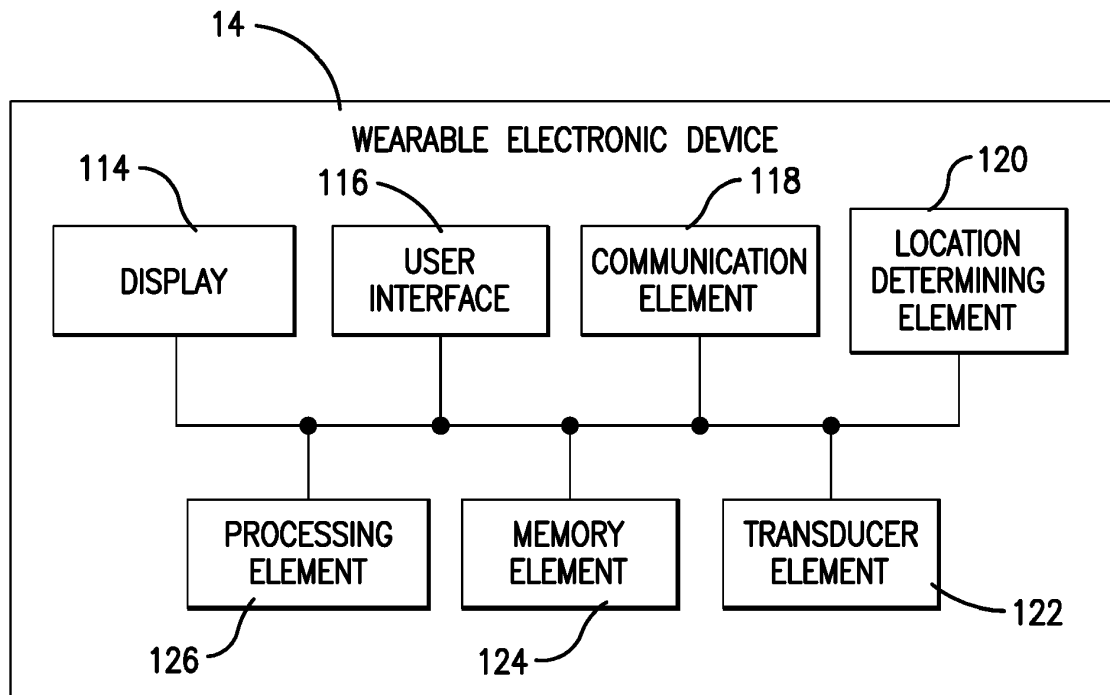 14
WEARABLE ELECTRONIC DEVICE
114
116
118
120
DISPLAY
USER
INTERFACE
COMMUNICATION
ELEMENT
LOCATION
DETERMINING
ELEMENT
PROCESSING
ELEMENT
MEMORY
ELEMENT
TRANSDUCER
ELEMENT
126
124
122